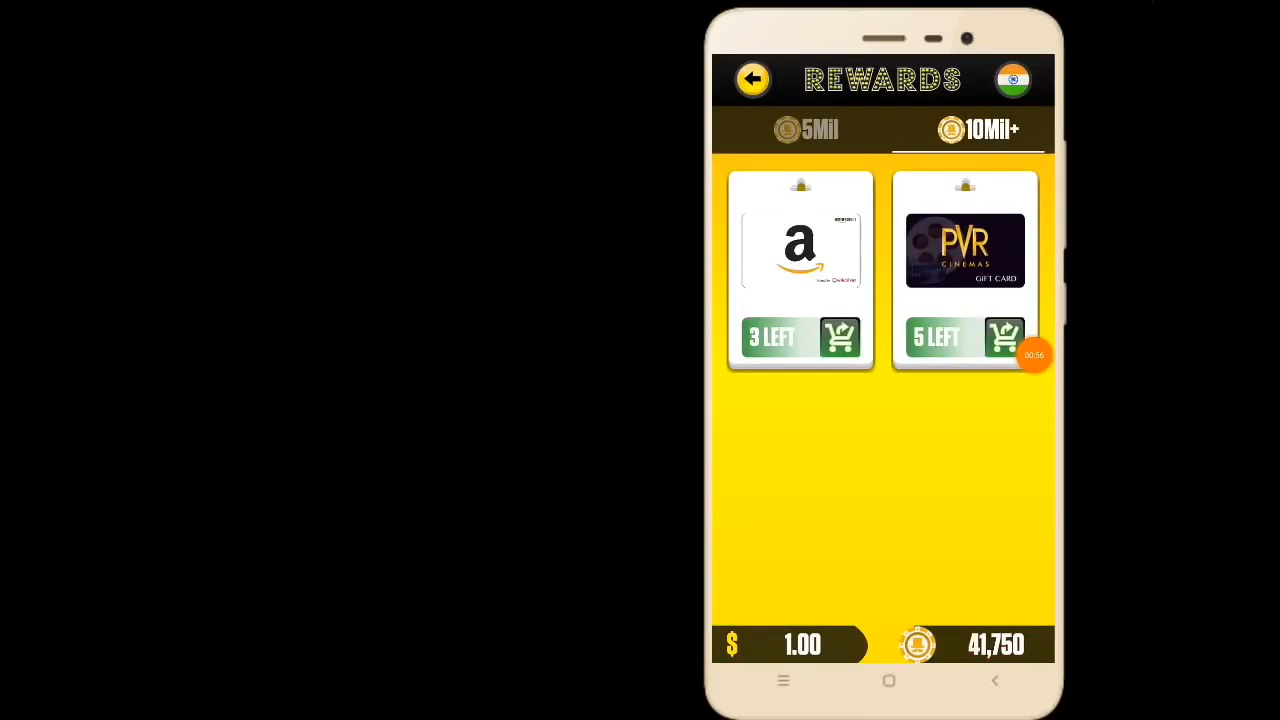 REWARDS
5Mil
10Mil+
a
PVR
CINEMAS
GIFT CARD
3 LEFT
5 LEFT
00:56
$ 1.00
41,750